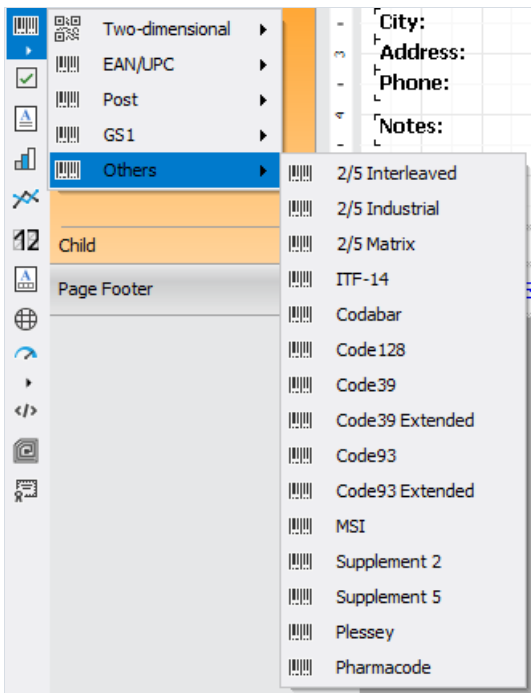 Two-dimensional
EAN/UPC
Post
GS1
Others
City:
3
Address:
Phone:
4
Notes:
2/5 Interleaved
2/5 Industrial
2/5 Matrix
ITF-14
Codabar
Code128
Code39
Code39 Extended
Code93
Code93 Extended
MSI
Supplement 2
Supplement 5
Plessey
Pharmacode
12
Child
Page Footer
A
A
</>